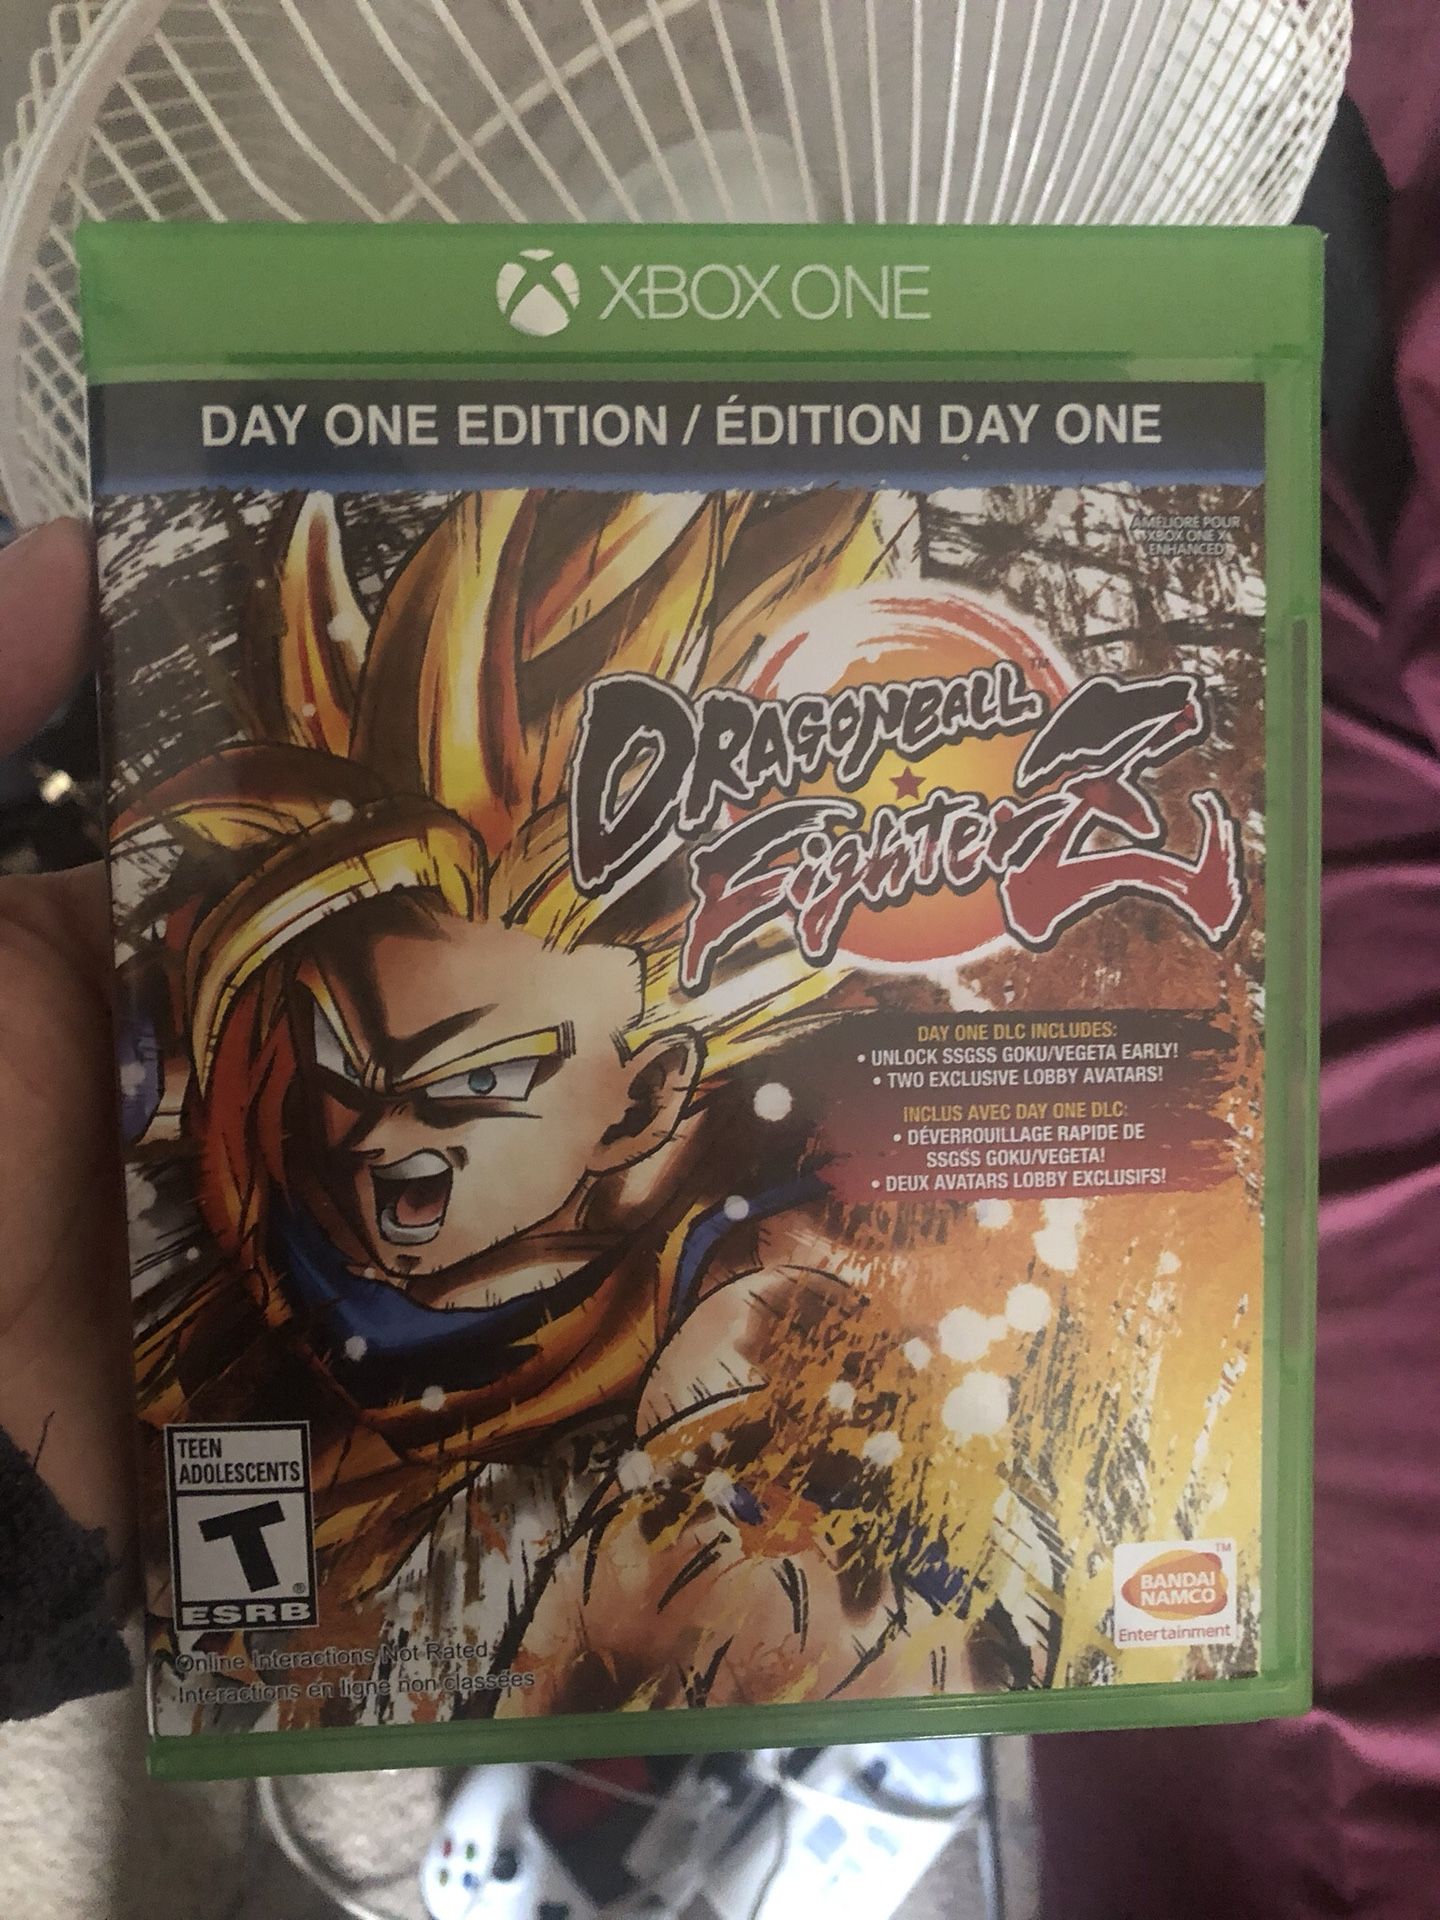 XBOX ONE
DAY ONE EDITION / ÉDITION DAY ONE
AMÉLIORÉ POUR
XBOX ONE X
ENHANCED
DRAGONBALL™
FighterZ
DAY ONE DLC INCLUDES:
• UNLOCK SSGSS GOKU/VEGETA EARLY!
• TWO EXCLUSIVE LOBBY AVATARS!
INCLUS AVEC DAY ONE DLC:
• DÉVERROUILLAGE RAPIDE DE
SSGSS GOKU/VEGETA!
• DEUX AVATARS LOBBY EXCLUSIFS!
TEEN
ADOLESCENTS
T
®
ESRB
Online Interactions Not Rated
Interactions en ligne non classées
BANDAI
NAMCO
™
Entertainment